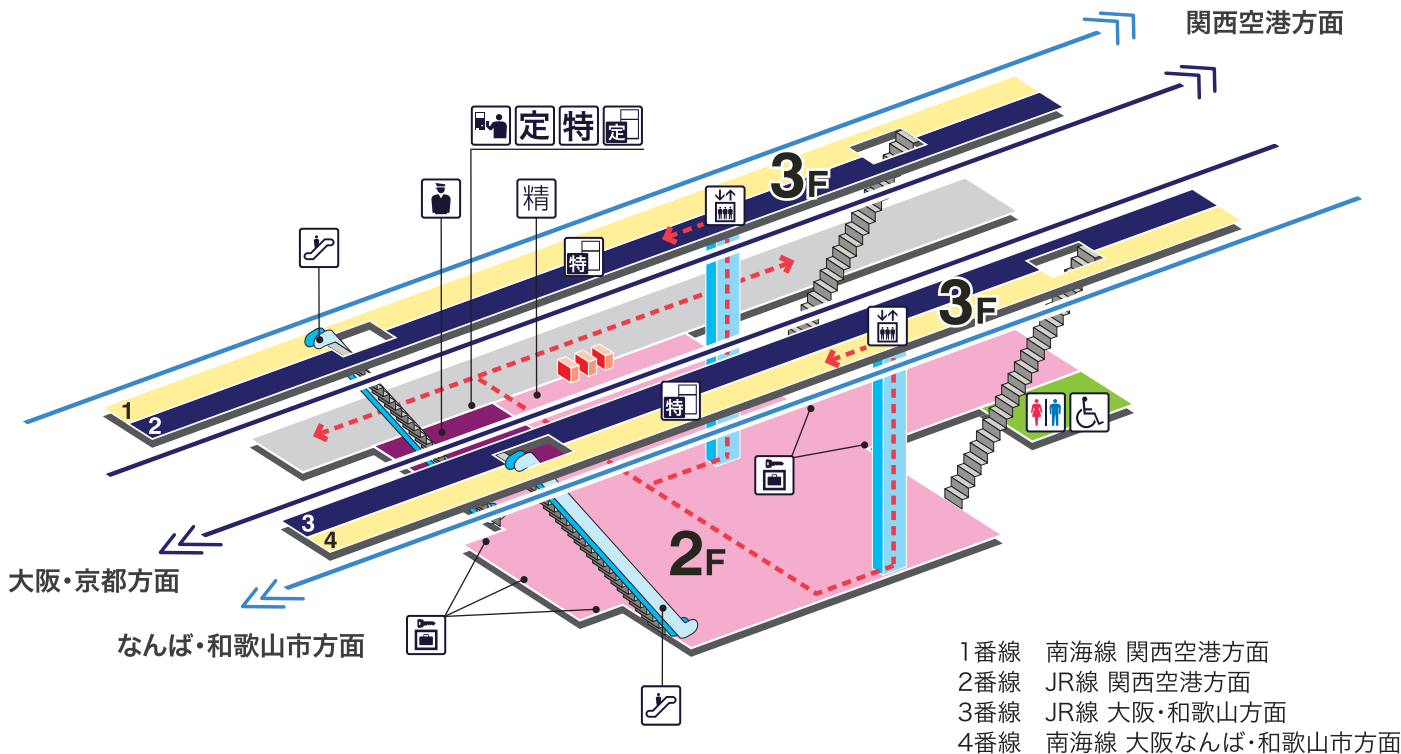 関西空港方面
定 特 定
3F
精
特
3F
1
2
特
3
4
2F
大阪・京都方面
なんば・和歌山市方面
1番線 南海線 関西空港方面
2番線 JR線 関西空港方面
3番線 JR線 大阪・和歌山方面
4番線 南海線 大阪なんば・和歌山市方面